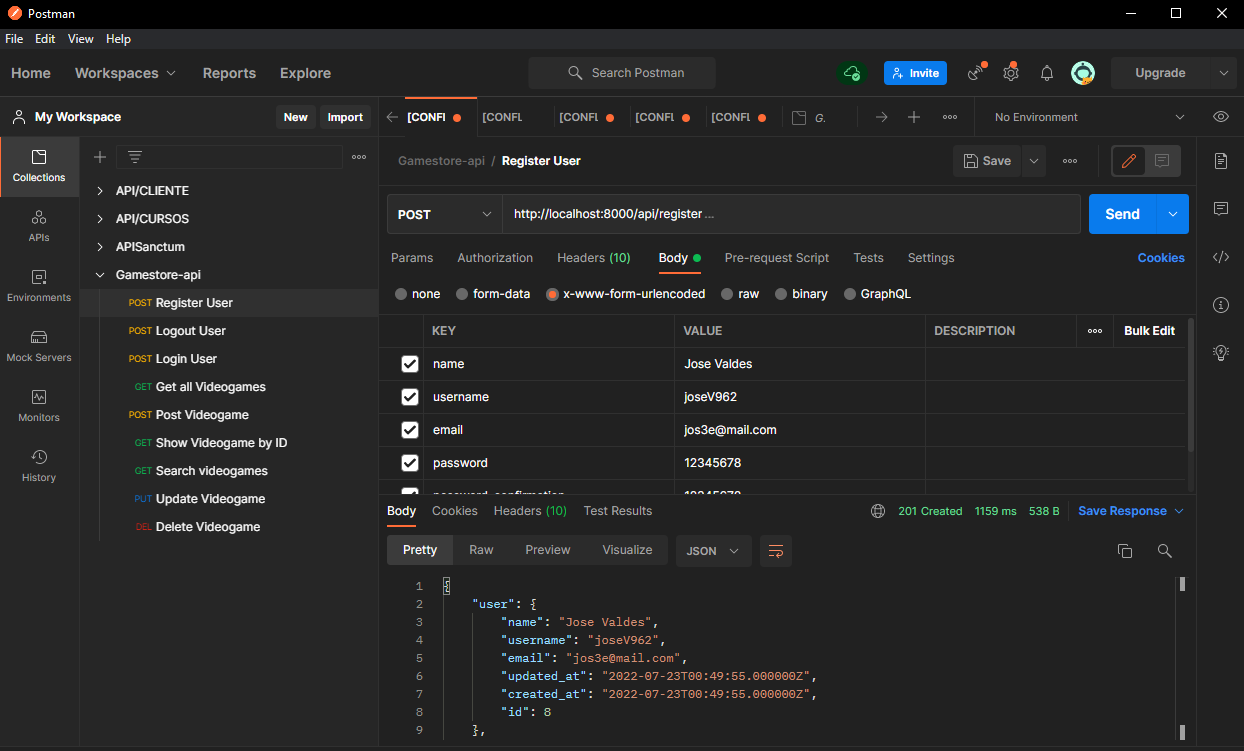 Postman
File Edit View Help
Home Workspaces Reports Explore Search Postman Invite Upgrade
My Workspace New Import
[CONFI [CONFL [CONFL [CONFL [CONFL G. No Environment
Collections
APIs
Environments
Mock Servers
Monitors
History
API/CLIENTE
API/CURSOS
APISanctum
Gamestore-api
POST Register User
POST Logout User
POST Login User
GET Get all Videogames
POST Post Videogame
GET Show Videogame by ID
GET Search videogames
PUT Update Videogame
DEL Delete Videogame
Gamestore-api / Register User Save
POST http://localhost:8000/api/register ... Send
Params Authorization Headers (10) Body Pre-request Script Tests Settings Cookies
none form-data x-www-form-urlencoded raw binary GraphQL
KEY VALUE DESCRIPTION Bulk Edit
name Jose Valdes
username joseV962
email jos3e@mail.com
password 12345678
password_confirmation 12345678
Body Cookies Headers (10) Test Results 201 Created 1159 ms 538 B Save Response
Pretty Raw Preview Visualize JSON
1 {
2 "user": {
3 "name": "Jose Valdes",
4 "username": "joseV962",
5 "email": "jos3e@mail.com",
6 "updated_at": "2022-07-23T00:49:55.000000Z",
7 "created_at": "2022-07-23T00:49:55.000000Z",
8 "id": 8
9 },